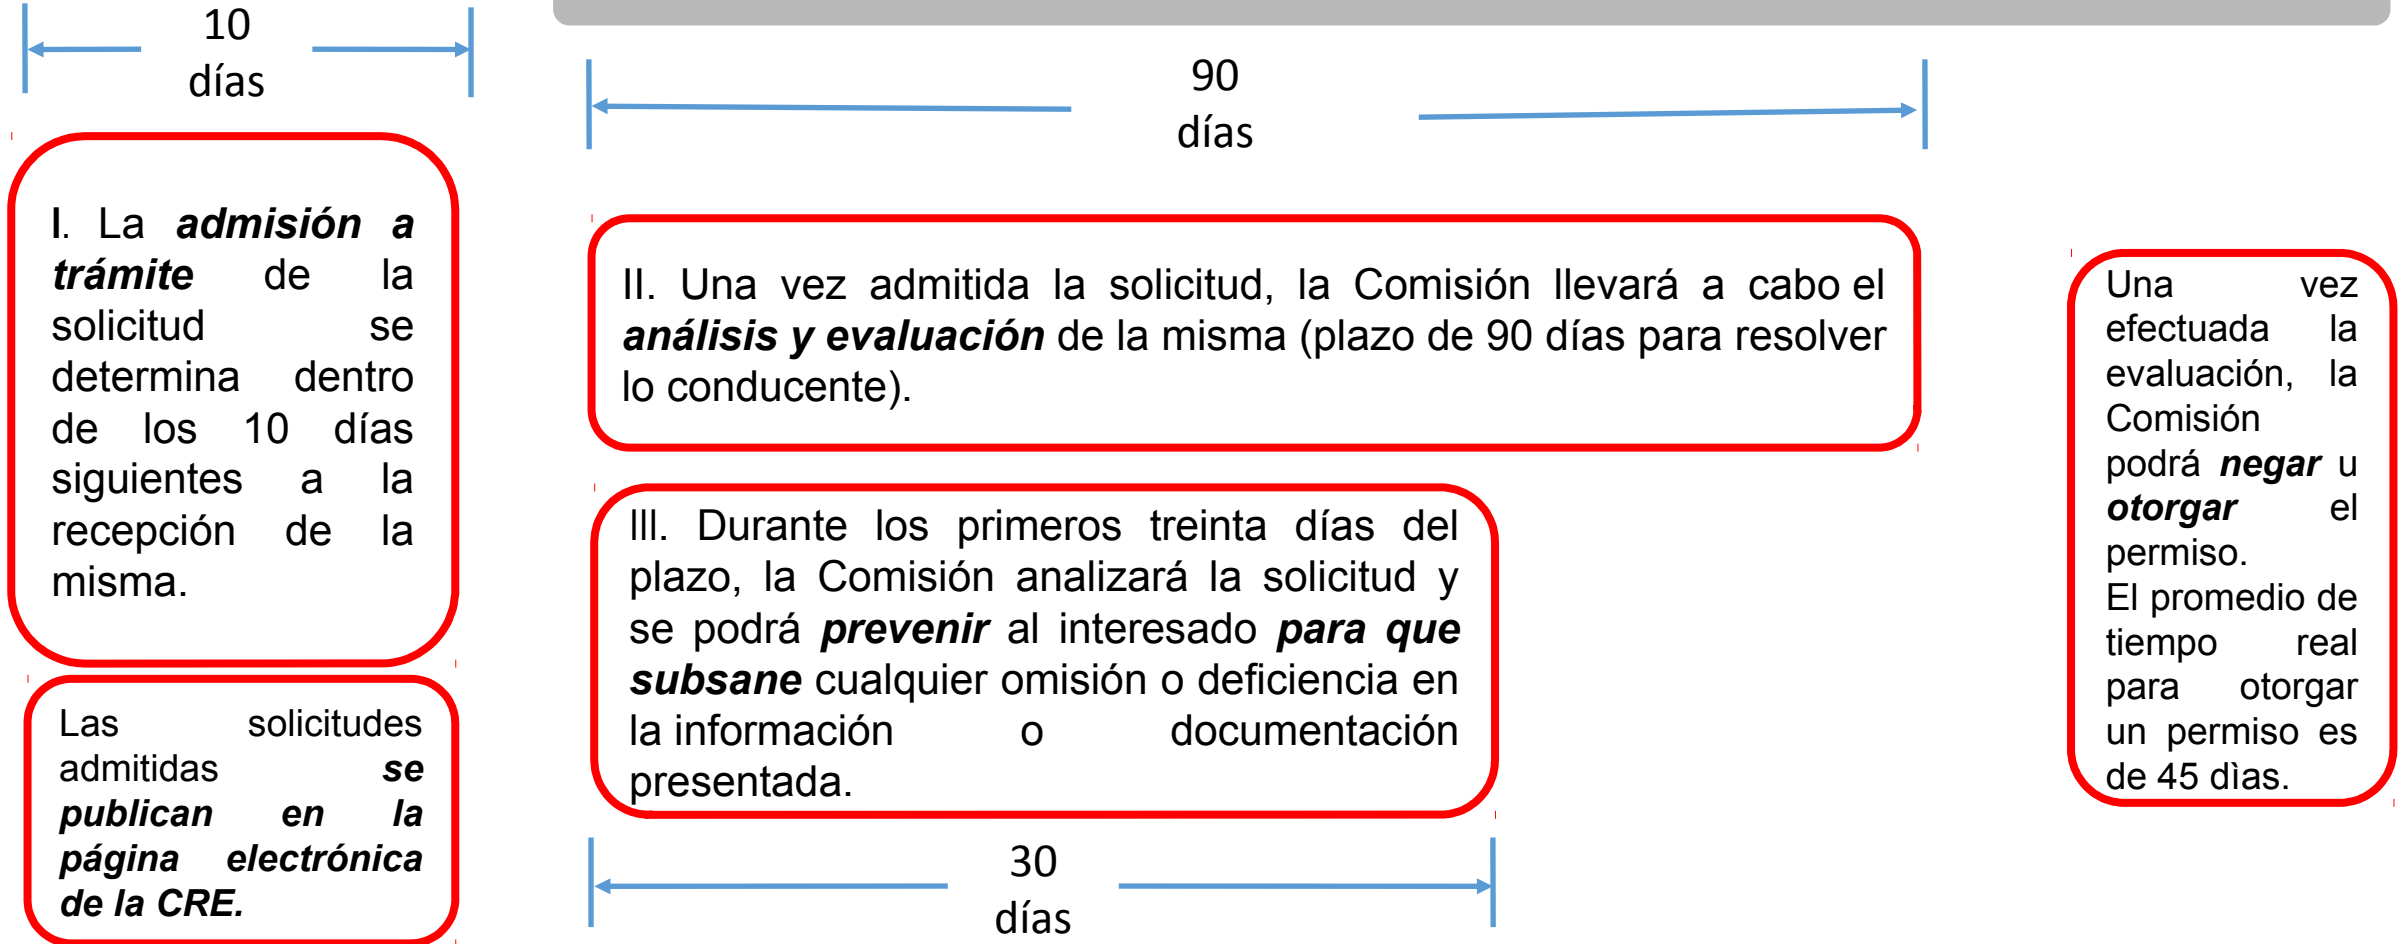 10
días
90
días
I. La admisión a
trámite de la
solicitud se
determina dentro
de los 10 días
siguientes a la
recepción de la
misma.
Las solicitudes
admitidas se
publican en la
página electrónica
de la CRE.
II. Una vez admitida la solicitud, la Comisión llevará a cabo el
análisis y evaluación de la misma (plazo de 90 días para resolver
lo conducente).
III. Durante los primeros treinta días del
plazo, la Comisión analizará la solicitud y
se podrá prevenir al interesado para que
subsane cualquier omisión o deficiencia en
la información o documentación
presentada.
30
días
Una vez
efectuada la
evaluación, la
Comisión
podrá negar u
otorgar el
permiso.
El promedio de
tiempo real
para otorgar
un permiso es
de 45 dìas.